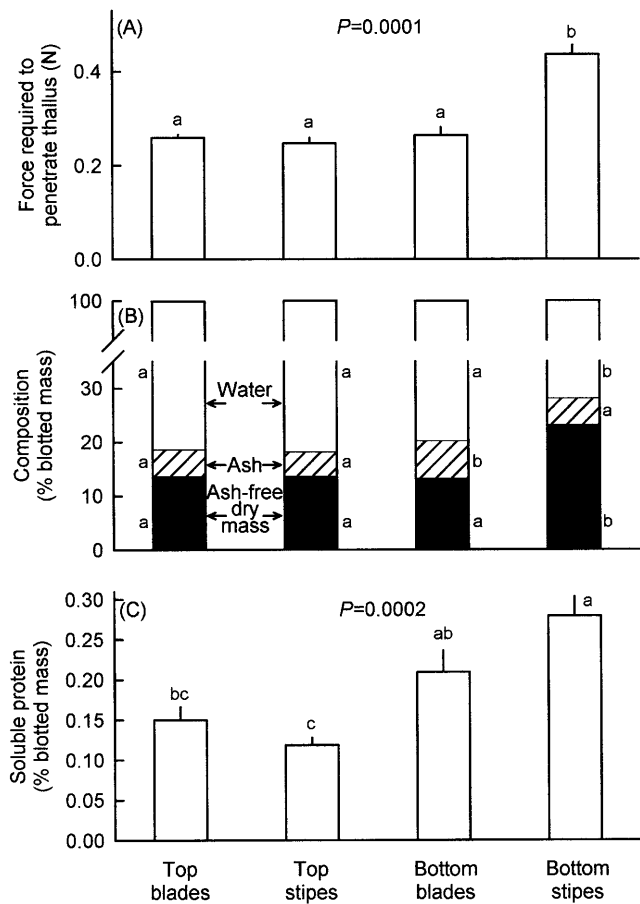 (A)
P=0.0001
Force required to
penetrate thallus (N)
0.4
0.2
0.0
a
a
a
b
(B)
Composition
(% blotted mass)
100
30
20
10
0
a
a
a
b
Water
a
a
b
a
Ash
a
a
a
b
Ash-free
dry
mass
(C)
P=0.0002
Soluble protein
(% blotted mass)
0.30
0.25
0.20
0.15
0.10
0.05
0.00
bc
c
ab
a
Top
blades
Top
stipes
Bottom
blades
Bottom
stipes